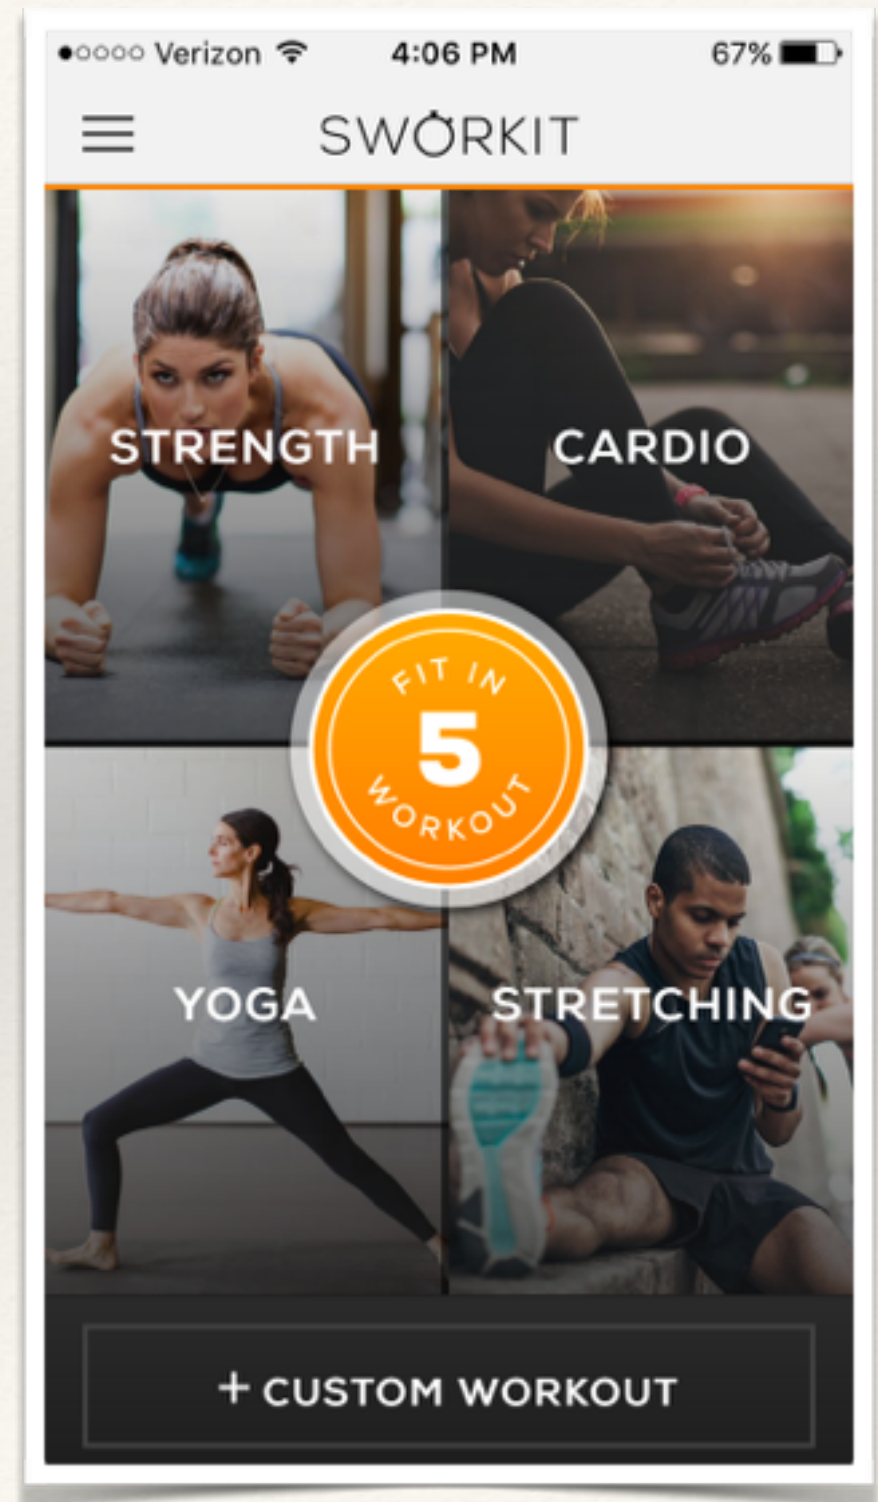 Verizon 4:06 PM 67%
SWORKIT
STRENGTH CARDIO
FIT IN
5
WORKOUT
YOGA STRETCHING
+ CUSTOM WORKOUT